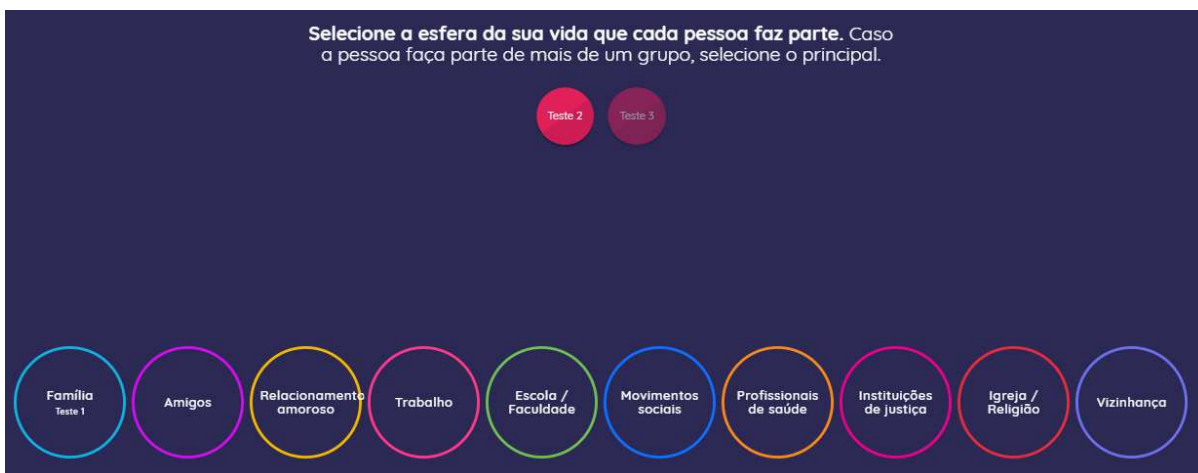 Selecione a esfera da sua vida que cada pessoa faz parte. Caso
a pessoa faça parte de mais de um grupo, selecione o principal.
Teste 2
Teste 3
Família
Teste 1
Amigos
Relacionamento
amoroso
Trabalho
Escola /
Faculdade
Movimentos
sociais
Profissionais
de saúde
Instituições
de justiça
Igreja /
Religião
Vizinhança